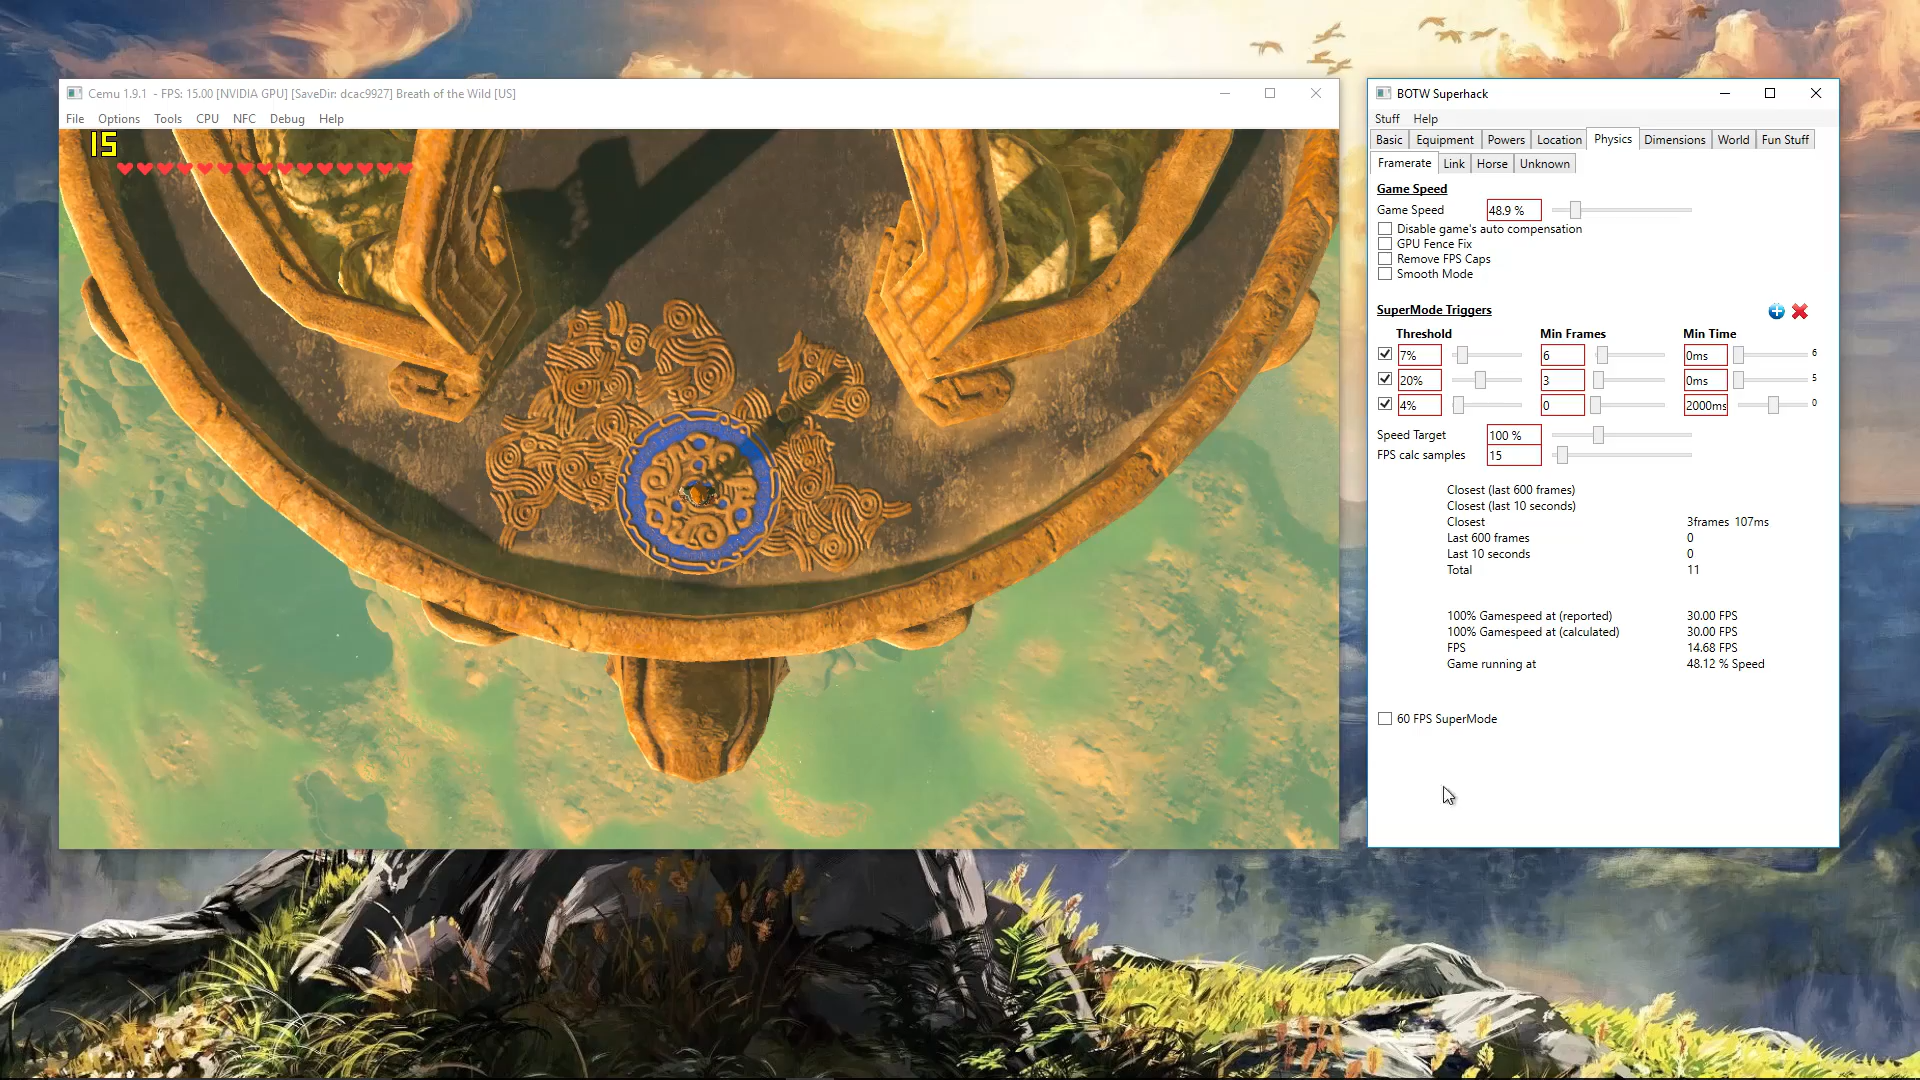 Cemu 1.9.1 - FPS: 15.00 [NVIDIA GPU] [SaveDir: dcac9927] Breath of the Wild [US]
File Options Tools CPU NFC Debug Help
15
BOTW Superhack
Stuff Help
Basic Equipment Powers Location Physics Dimensions World Fun Stuff
Framerate Link Horse Unknown
Game Speed
Game Speed 48.9 %
Disable game's auto compensation
GPU Fence Fix
Remove FPS Caps
Smooth Mode
SuperMode Triggers
Threshold Min Frames Min Time
7% 6 0ms 6
20% 3 0ms 5
4% 0 2000ms 0
Speed Target 100 %
FPS calc samples 15
Closest (last 600 frames)
Closest (last 10 seconds)
Closest 3frames 107ms
Last 600 frames 0
Last 10 seconds 0
Total 11
100% Gamespeed at (reported) 30.00 FPS
100% Gamespeed at (calculated) 30.00 FPS
FPS 14.68 FPS
Game running at 48.12 % Speed
60 FPS SuperMode